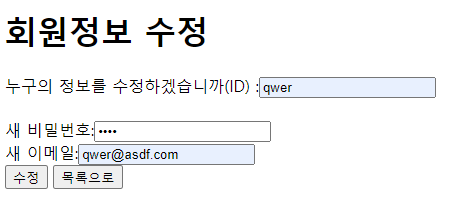 회원정보 수정
누구의 정보를 수정하겠습니까(ID) :qwer
새 비밀번호:••••
새 이메일:qwer@asdf.com
수정 목록으로